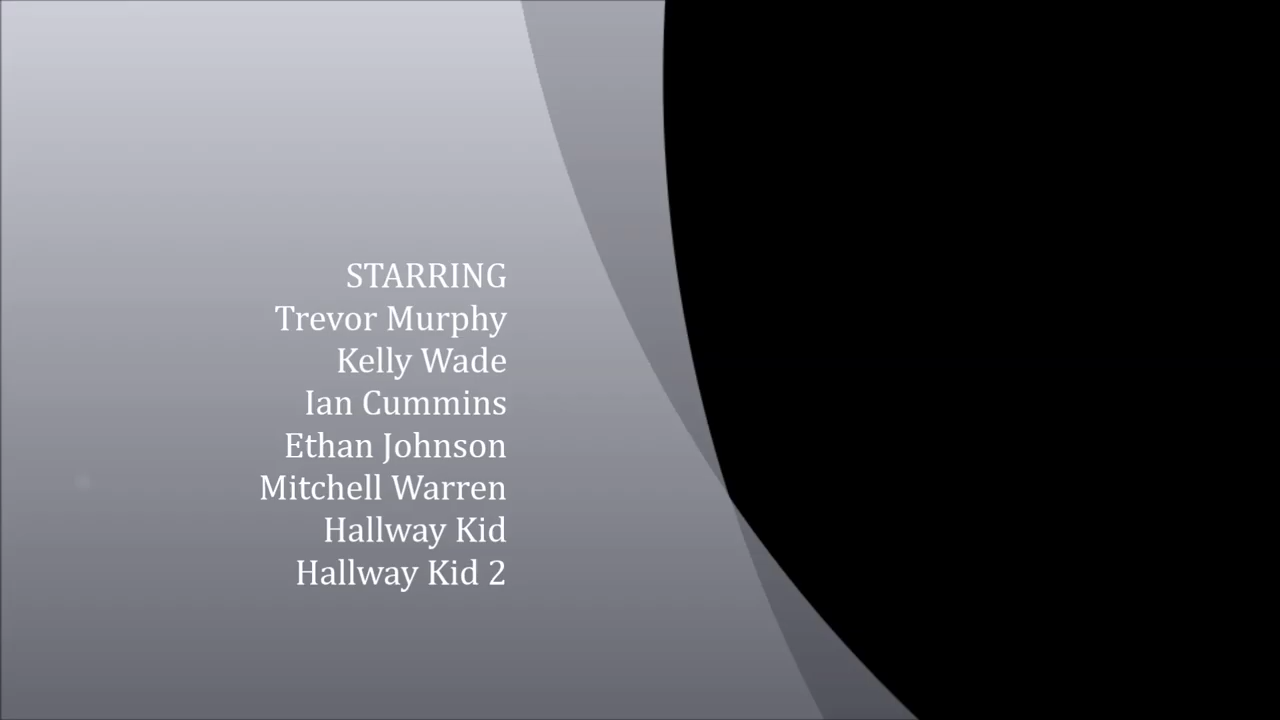 STARRING
Trevor Murphy
Kelly Wade
Ian Cummins
Ethan Johnson
Mitchell Warren
Hallway Kid
Hallway Kid 2